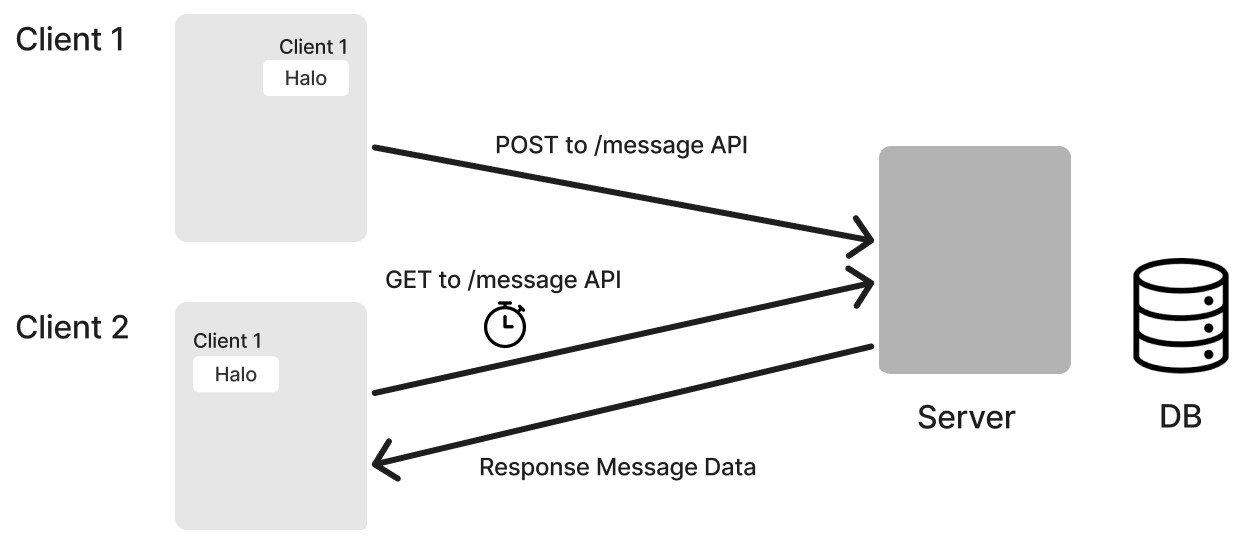 Client 1
Client 1
Halo
POST to /message API
GET to /message API
Client 2
Client 1
Halo
Server
DB
Response Message Data